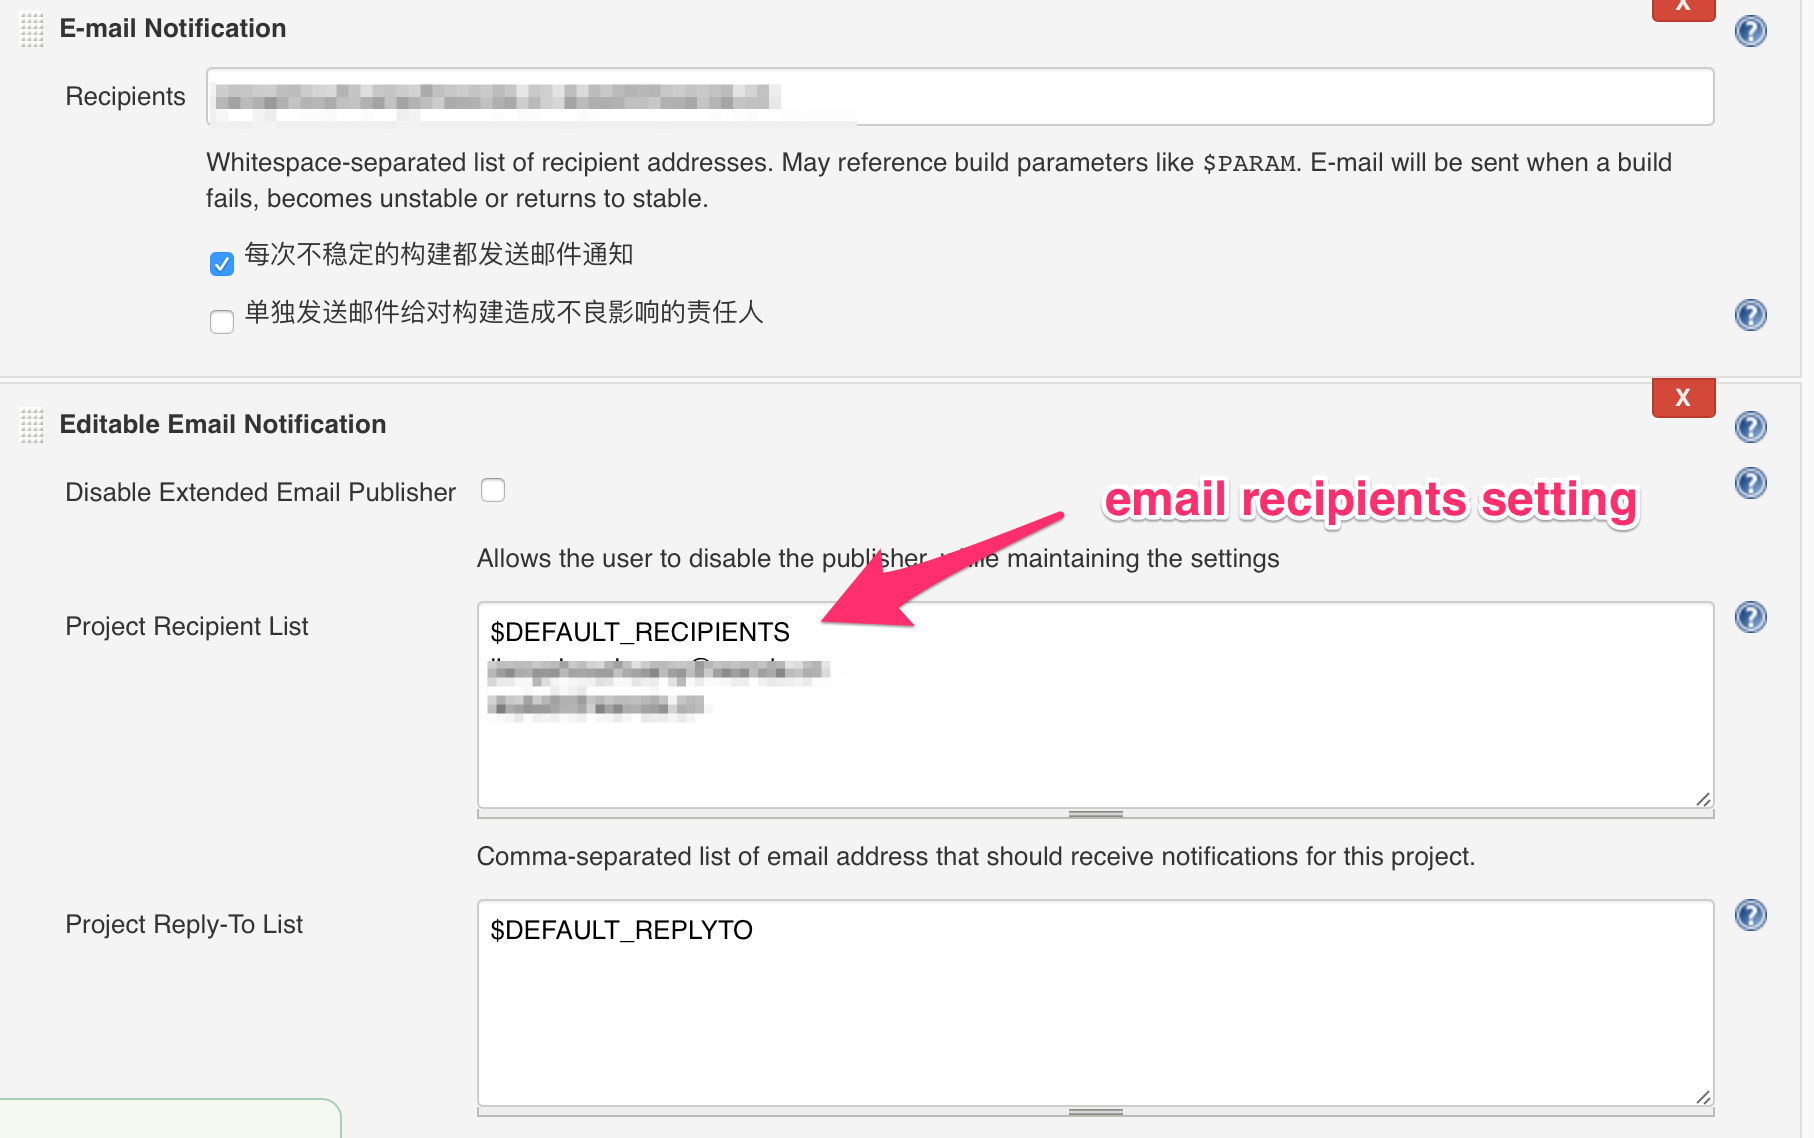 E-mail Notification
X
Recipients
Whitespace-separated list of recipient addresses. May reference build parameters like $PARAM. E-mail will be sent when a build
fails, becomes unstable or returns to stable.
每次不稳定的构建都发送邮件通知
单独发送邮件给对构建造成不良影响的责任人
X
Editable Email Notification
Disable Extended Email Publisher
email recipients setting
Allows the user to disable the publisher, while maintaining the settings
Project Recipient List
$DEFAULT_RECIPIENTS
Comma-separated list of email address that should receive notifications for this project.
Project Reply-To List
$DEFAULT_REPLYTO